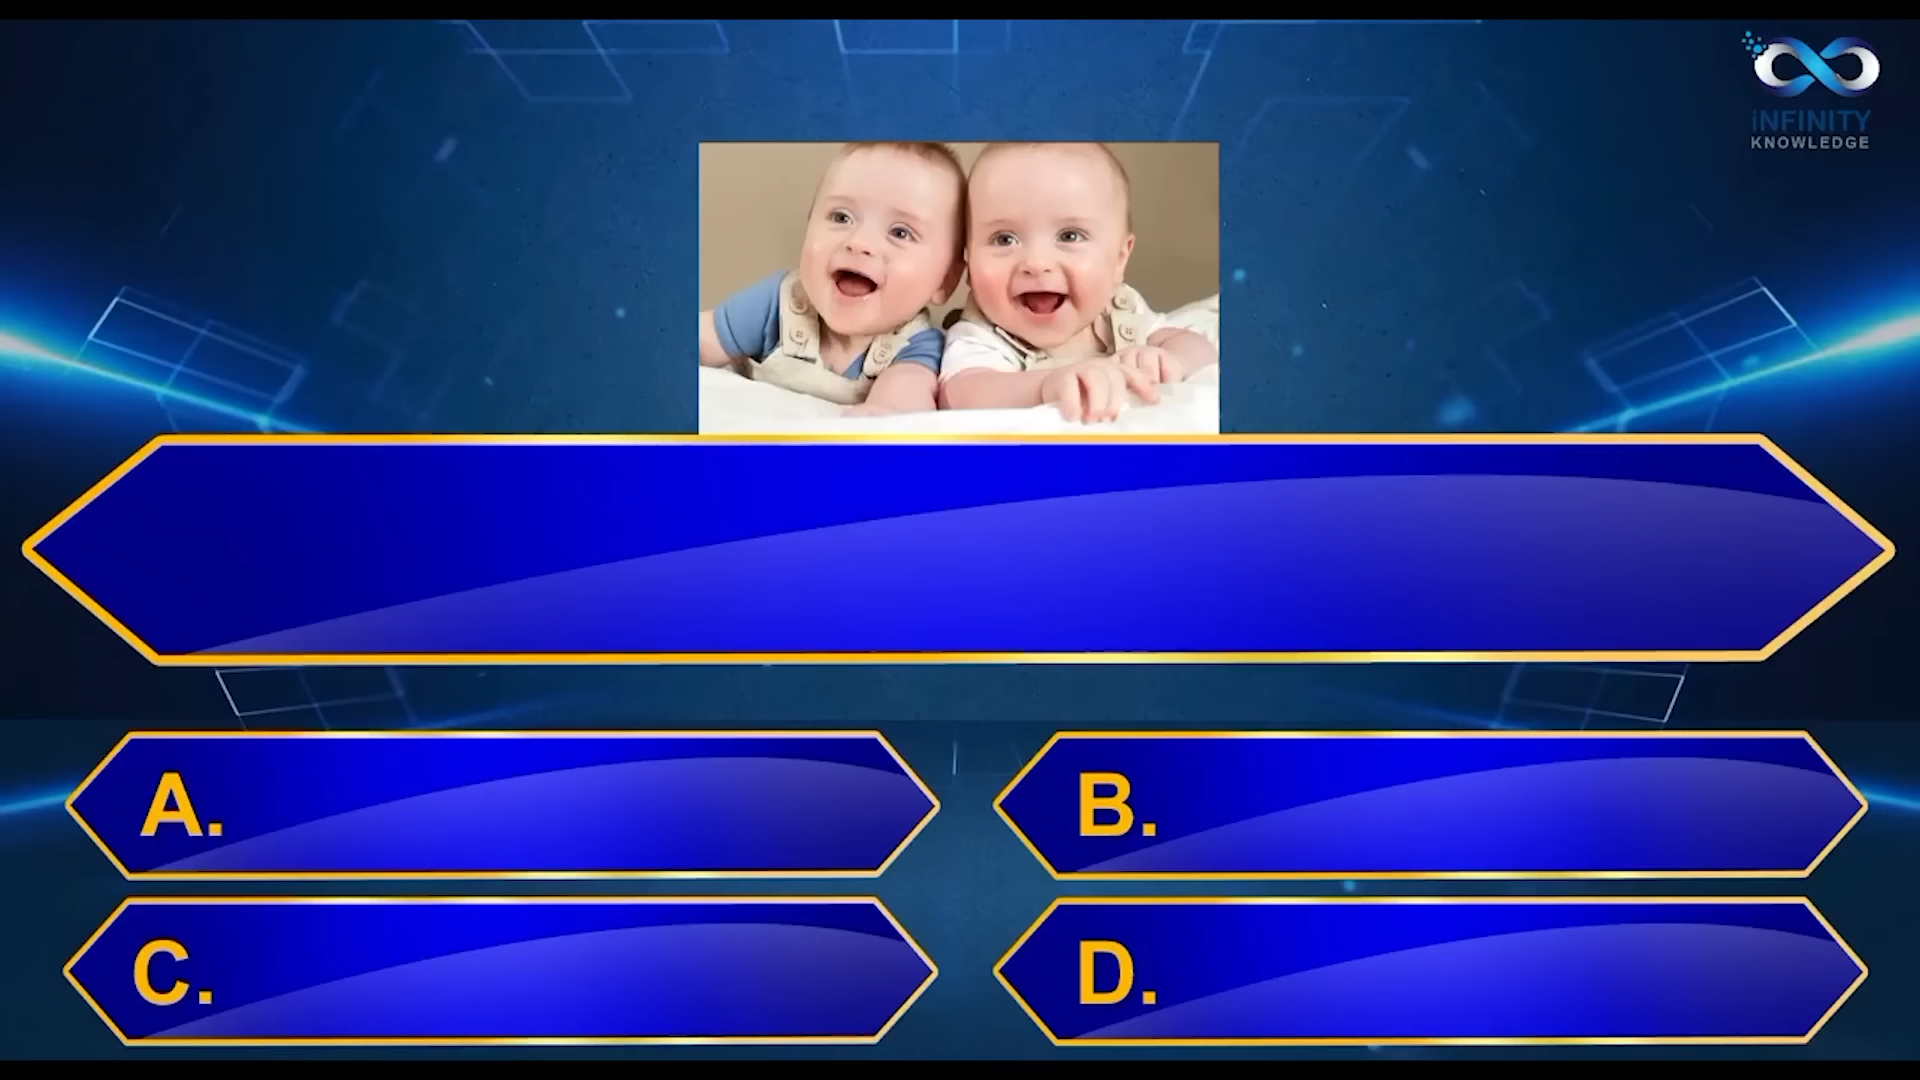 iNFINITY
KNOWLEDGE
A.
B.
C.
D.